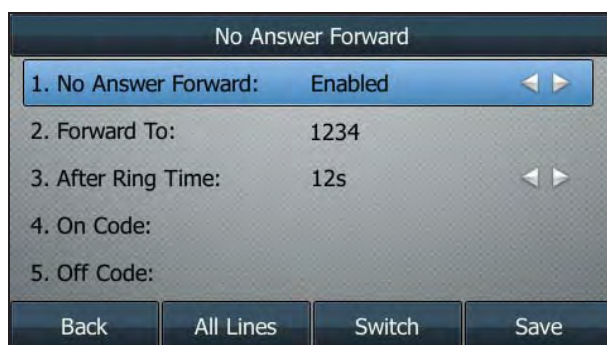 No Answer Forward
1. No Answer Forward: Enabled
2. Forward To: 1234
3. After Ring Time: 12s
4. On Code:
5. Off Code:
Back All Lines Switch Save